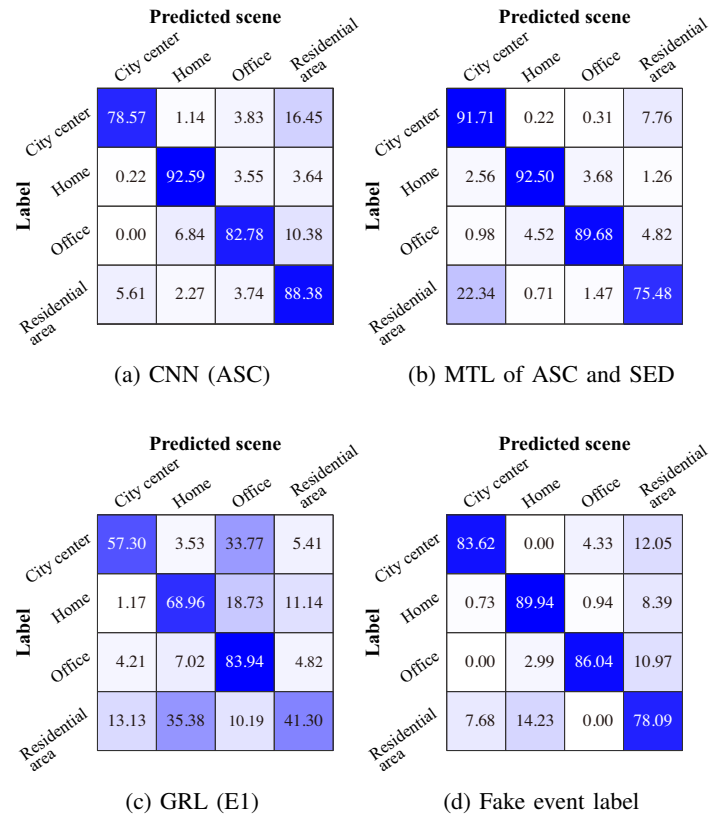 Predicted scene
City center Home Office Residential area
Label
City center 78.57 1.14 3.83 16.45
Home 0.22 92.59 3.55 3.64
Office 0.00 6.84 82.78 10.38
Residential area 5.61 2.27 3.74 88.38
(a) CNN (ASC)
Predicted scene
City center Home Office Residential area
Label
City center 91.71 0.22 0.31 7.76
Home 2.56 92.50 3.68 1.26
Office 0.98 4.52 89.68 4.82
Residential area 22.34 0.71 1.47 75.48
(b) MTL of ASC and SED
Predicted scene
City center Home Office Residential area
Label
City center 57.30 3.53 33.77 5.41
Home 1.17 68.96 18.73 11.14
Office 4.21 7.02 83.94 4.82
Residential area 13.13 35.38 10.19 41.30
(c) GRL (E1)
Predicted scene
City center Home Office Residential area
Label
City center 83.62 0.00 4.33 12.05
Home 0.73 89.94 0.94 8.39
Office 0.00 2.99 86.04 10.97
Residential area 7.68 14.23 0.00 78.09
(d) Fake event label